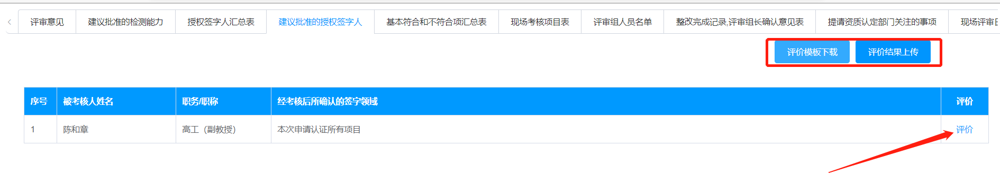 评审意见 建议批准的检测能力 授权签字人汇总表 建议批准的授权签字人 基本符合和不符合项汇总表 现场考核项目表 评审组人员名单 整改完成记录,评审组长确认意见表 提请资质认定部门关注的事项 现场评审日
评价模板下载 评价结果上传
序号 被考核人姓名 职务/职称 经考核后所确认的签字领域 评价
1 陈和章 高工（副教授） 本次申请认证所有项目 评价